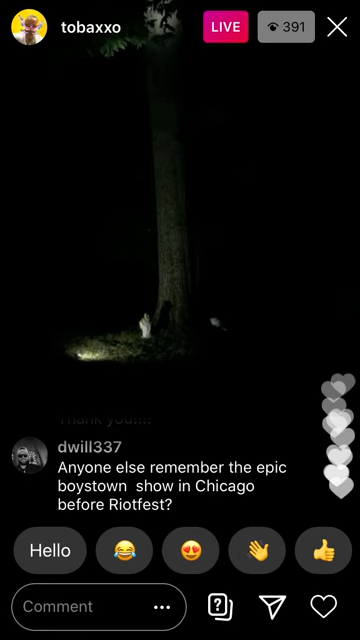 tobaxxo
LIVE
391
Thank you!!!!
dwill337
Anyone else remember the epic
boystown show in Chicago
before Riotfest?
Hello
Comment